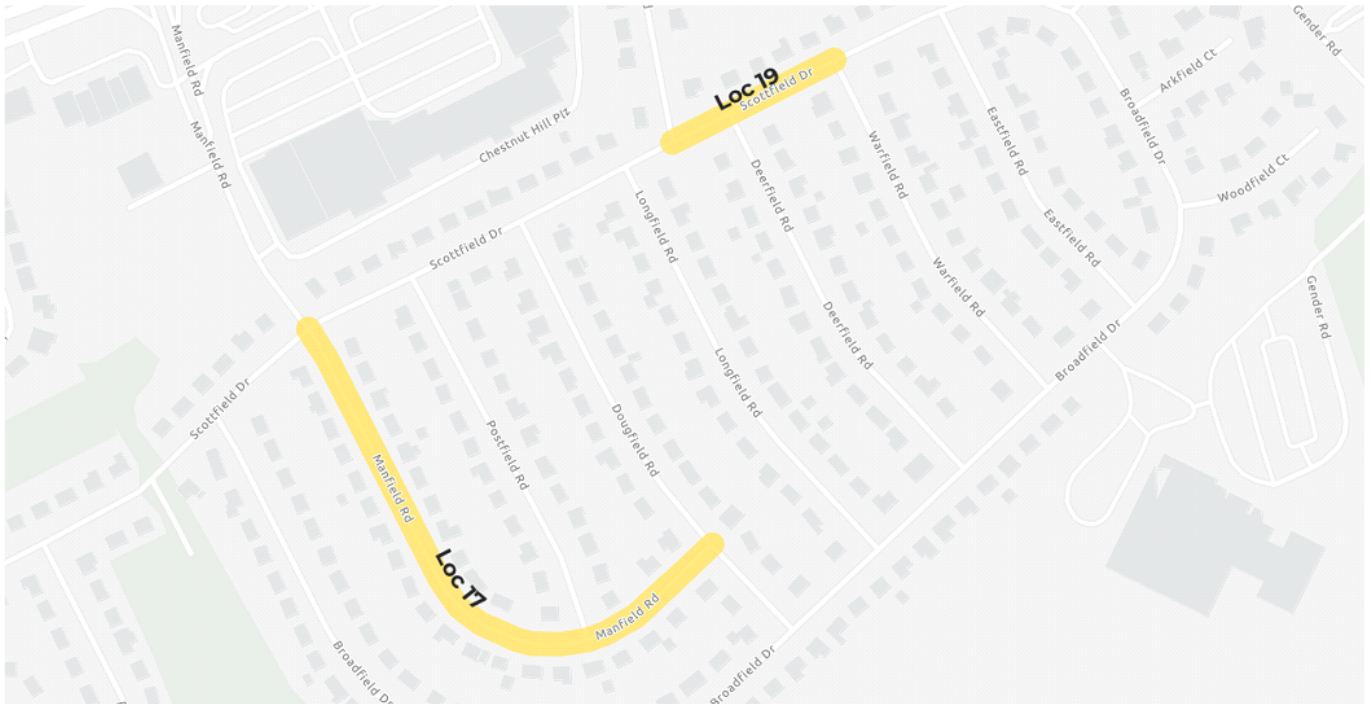 Manfield Rd
Gender Rd
Loc 19
Scottfield Dr
Arkfield Ct
Broadfield Dr
Manfield Rd
Chestnut Hill Plz
Warfield Rd
Eastfield Rd
Deerfield Rd
Woodfield Ct
Longfield Rd
Scottfield Dr
Eastfield Rd
Warfield Rd
Gender Rd
Deerfield Rd
Broadfield Dr
Longfield Rd
Scottfield Dr
Dougfield Rd
Postfield Rd
Manfield Rd
Loc 17
Manfield Rd
Broadfield Dr
Broadfield Dr